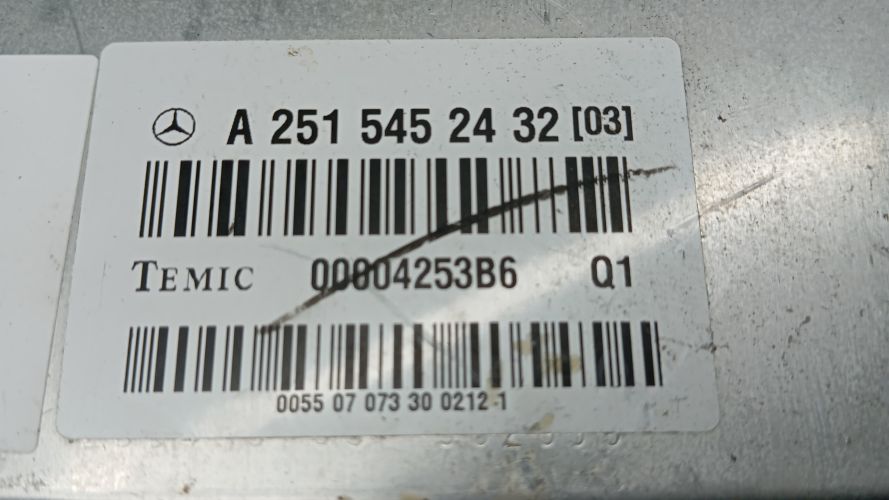 A 251 545 24 32 [03]
TEMIC 00004253B6 Q1
0055 07 073 30 0212 1